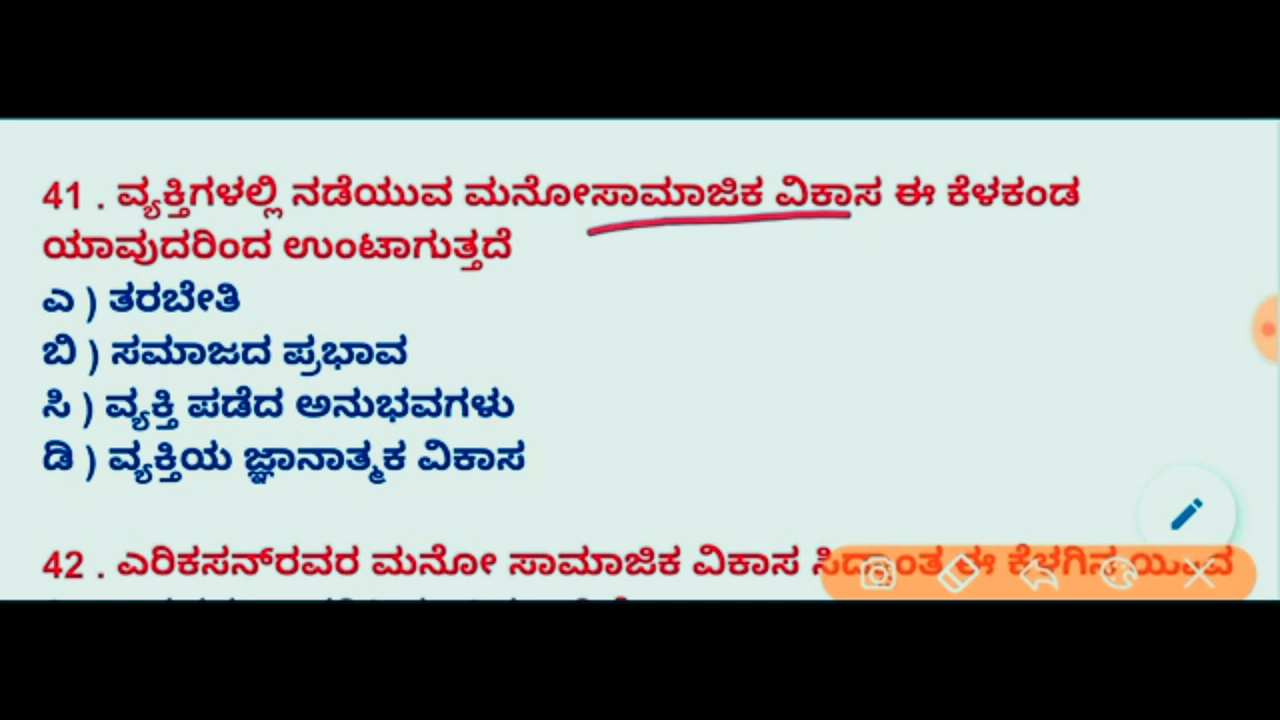 41 . ವ್ಯಕ್ತಿಗಳಲ್ಲಿ ನಡೆಯುವ ಮನೋಸಾಮಾಜಿಕ ವಿಕಾಸ ಈ ಕೆಳಕಂಡ
ಯಾವುದರಿಂದ ಉಂಟಾಗುತ್ತದೆ
ಎ ) ತರಬೇತಿ
ಬಿ ) ಸಮಾಜದ ಪ್ರಭಾವ
ಸಿ ) ವ್ಯಕ್ತಿ ಪಡೆದ ಅನುಭವಗಳು
ಡಿ ) ವ್ಯಕ್ತಿಯ ಜ್ಞಾನಾತ್ಮಕ ವಿಕಾಸ
42 . ಎರಿಕಸನ್‌ರವರ ಮನೋ ಸಾಮಾಜಿಕ ವಿಕಾಸ ಸಿದ್ಧಾಂತ ಈ